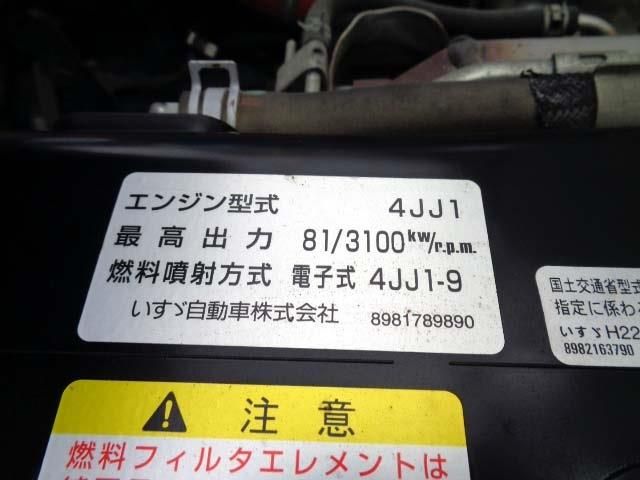 エンジン型式 4JJ1
最高出力 81/3100kW/r.p.m.
燃料噴射方式 電子式 4JJ1-9
いすゞ自動車株式会社 8981789890
国土交通省型式
指定に係わる
いすゞH22
8982163790
注意
燃料フィルタエレメントは